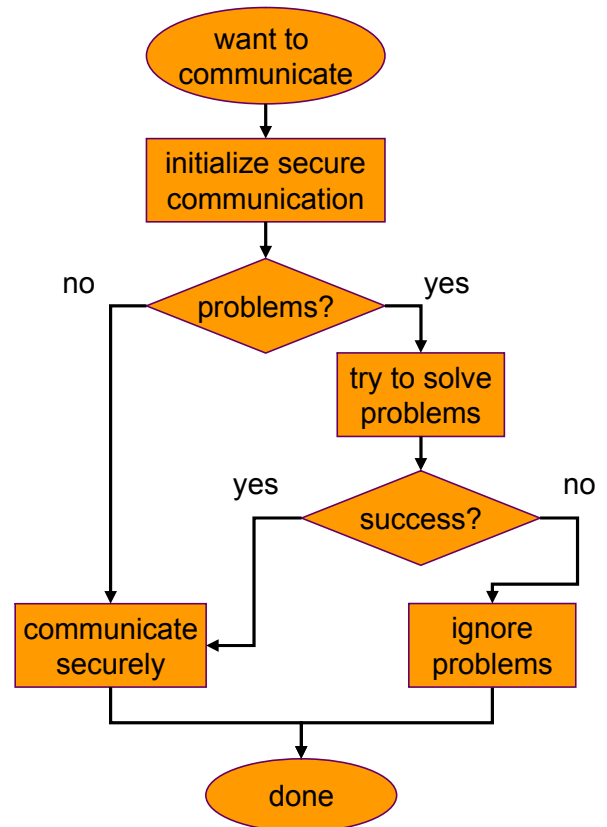 want to
communicate
initialize secure
communication
no
yes
problems?
try to solve
problems
yes
no
success?
communicate
securely
ignore
problems
done